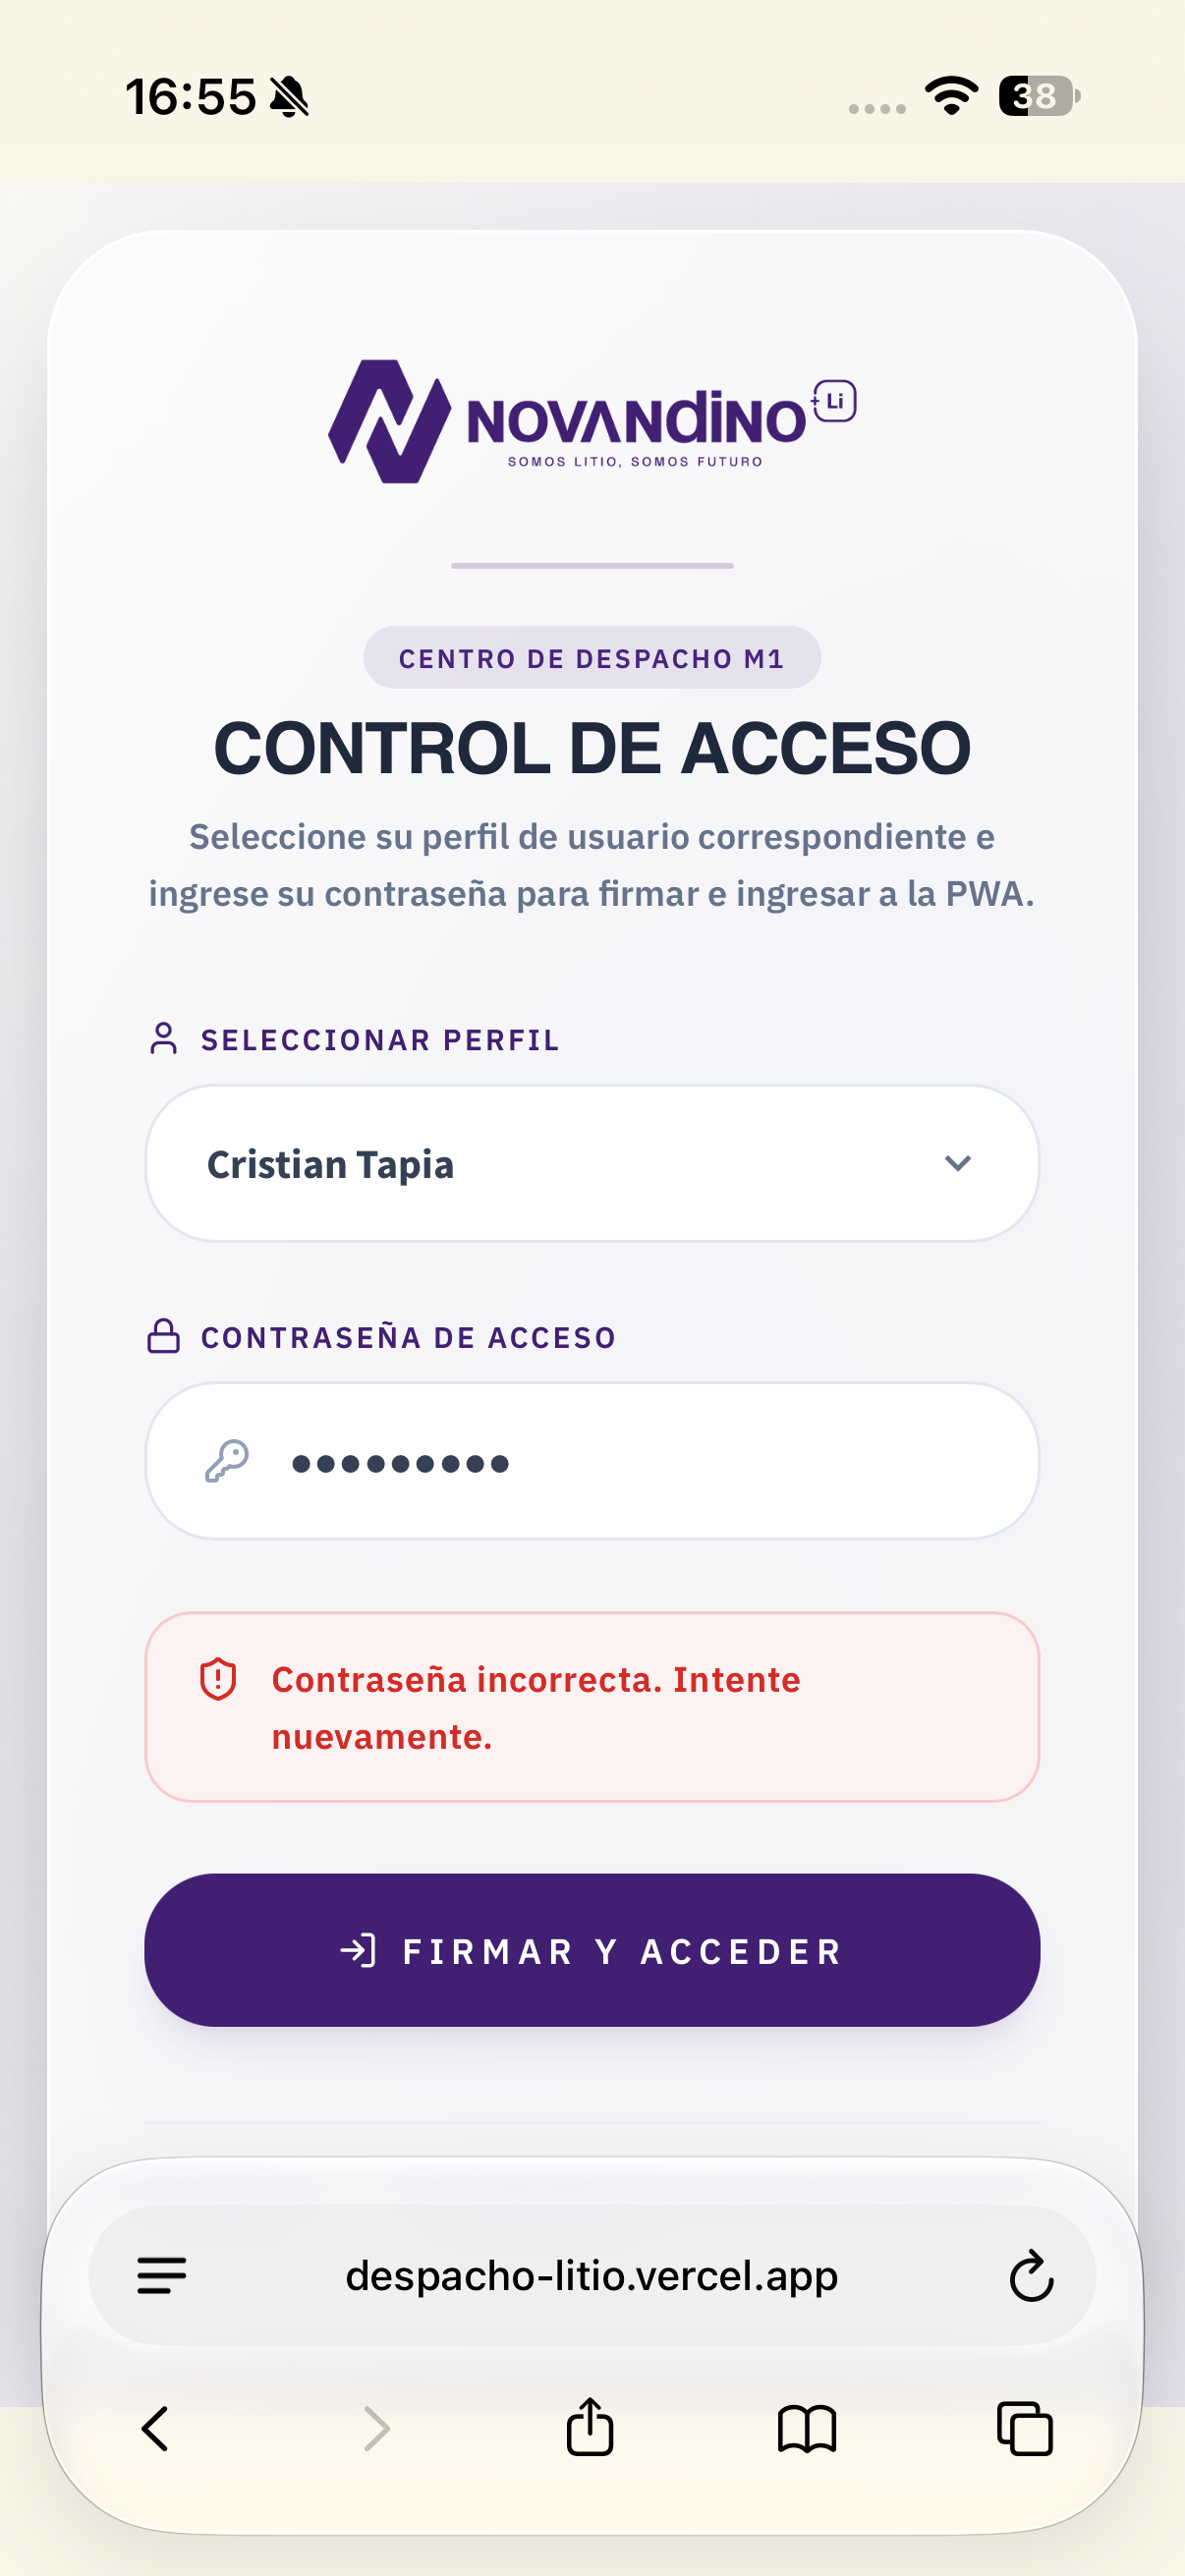 16:55
38
NOVANDINO
+ Li
SOMOS LITIO, SOMOS FUTURO
CENTRO DE DESPACHO M1
CONTROL DE ACCESO
Seleccione su perfil de usuario correspondiente e
ingrese su contraseña para firmar e ingresar a la PWA.
SELECCIONAR PERFIL
Cristian Tapia
CONTRASEÑA DE ACCESO
•••••••••
Contraseña incorrecta. Intente
nuevamente.
FIRMAR Y ACCEDER
despacho-litio.vercel.app